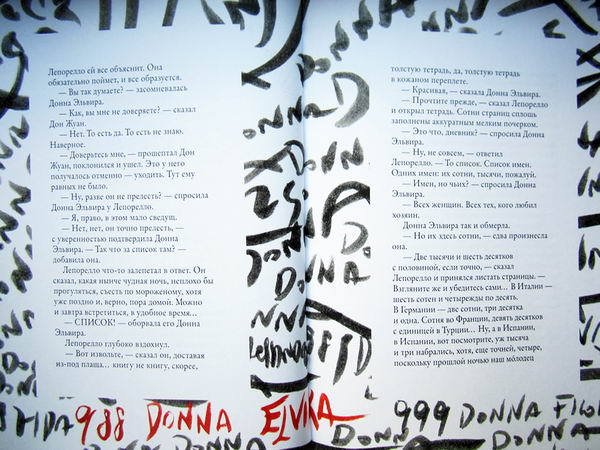 Лепорелло ей все объяснит. Она
обязательно поймет, и все образуется.
— Вы так думаете? — засомневалась
Донна Эльвира.
— Как, вы мне не доверяете? — сказал
Дон Жуан.
— Нет. То есть да. То есть не знаю.
Наверное.
— Доверьтесь мне, — прошептал Дон
Жуан, поклонился и ушел. Это у него
получалось отменно — уходить. Тут ему
равных не было.
— Ну, разве он не прелесть? — спросила
Донна Эльвира у Лепорелло.
— Я, право, в этом мало сведущ.
— Нет, нет, он точно прелесть, —
с уверенностью подтвердила Донна
Эльвира. — Так что за список там? —
добавила она.
Лепорелло что-то залепетал в ответ. Он
сказал, какая нынче чудная ночь, неплохо бы
прогуляться, съесть по мороженому, хотя
уже поздно и, верно, пора домой. Можно
и завтра встретиться, в удобное время...
— СПИСОК! — оборвала его Донна
Эльвира.
Лепорелло глубоко вздохнул.
— Вот извольте, — сказал он, доставая
из-под плаща... книгу не книгу, скорее,
толстую тетрадь, да, толстую тетрадь
в кожаном переплете.
— Красивая, — сказала Донна Эльвира.
— Прочтите прежде, — сказал Лепорелло
и открыл тетрадь. Сотни страниц сплошь
заполнены аккуратным мелким почерком.
— Это что, дневник? — спросила Донна
Эльвира.
— Ну, не совсем, — ответил
Лепорелло. — То список. Список имен.
Одних имен: их сотни, тысячи, пожалуй.
— Имен, но чьих? — спросила Донна
Эльвира.
— Всех женщин. Всех тех, кого любил
хозяин.
Донна Эльвира так и обмерла.
— Но их здесь сотни, — едва произнесла
она.
— Две тысячи и шесть десятков
с половиной, если точно, — сказал
Лепорелло и принялся листать страницы. —
Взгляните же и убедитесь сами... В Италии —
шесть сотен и четырежды по десять.
В Германии — две сотни, три десятка
и одна. Сотня во Франции, девять десятков
с единицей в Турции... Ну, а в Испании,
в Испании, вот посмотрите, уж тысяча
и три набрались, хотя, еще точней, четыре,
поскольку прошлой ночью наш мо́лодец
988 DONNA ELVIRA
999 DONNA
DONNA